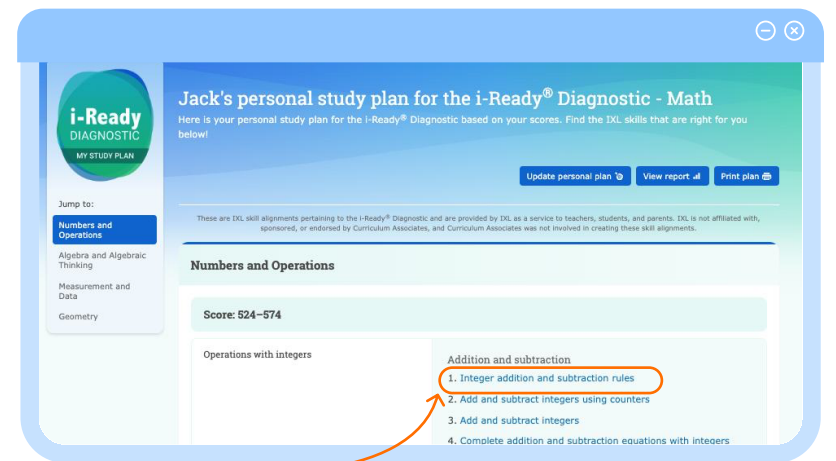 i-Ready
DIAGNOSTIC
MY STUDY PLAN
Jump to:
Numbers and
Operations
Algebra and Algebraic
Thinking
Measurement and
Data
Geometry
Jack's personal study plan for the i-Ready® Diagnostic - Math
Here is your personal study plan for the i-Ready® Diagnostic based on your scores. Find the IXL skills that are right for you
below!
Update personal plan View report Print plan
These are IXL skill alignments pertaining to the i-Ready® Diagnostic and are provided by IXL as a service to teachers, students, and parents. IXL is not affiliated with,
sponsored, or endorsed by Curriculum Associates, and Curriculum Associates was not involved in creating these skill alignments.
Numbers and Operations
Score: 524–574
Operations with integers
Addition and subtraction
1. Integer addition and subtraction rules
2. Add and subtract integers using counters
3. Add and subtract integers
4. Complete addition and subtraction equations with integers